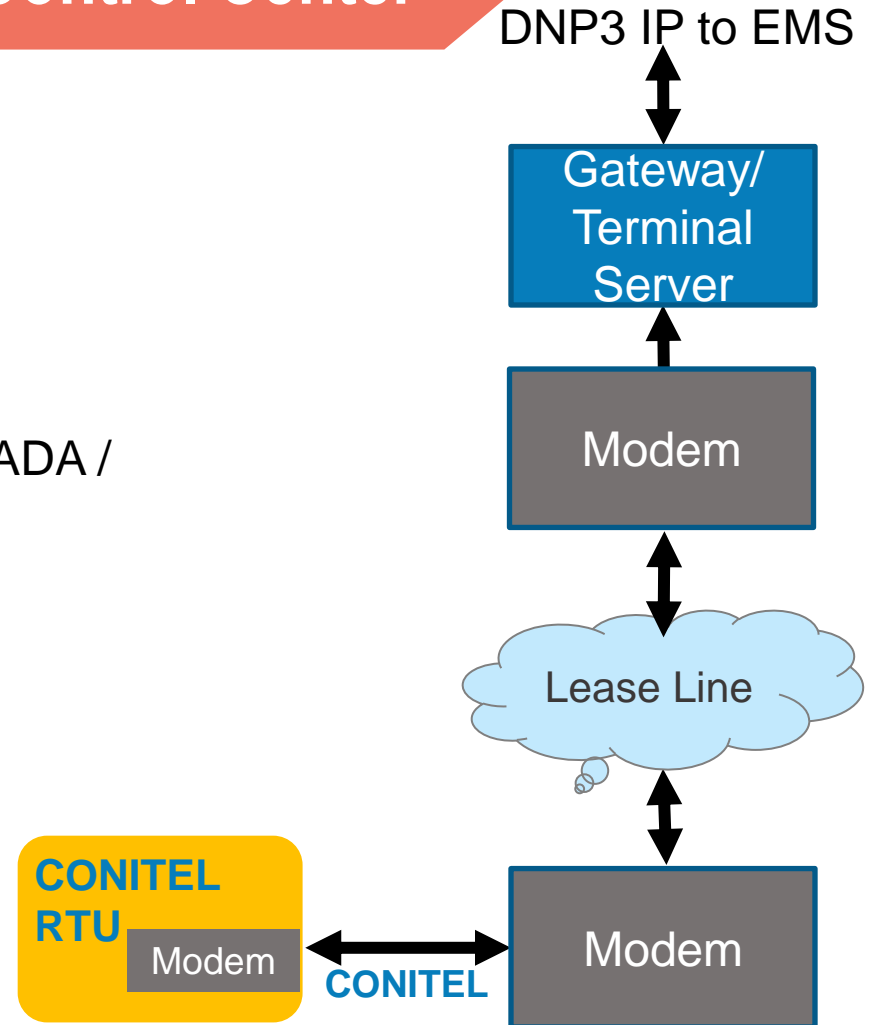 DNP3 IP to EMS
Gateway/
Terminal
Server
Modem
ADA /
Lease Line
CONITEL
RTU
Modem
CONITEL
Modem